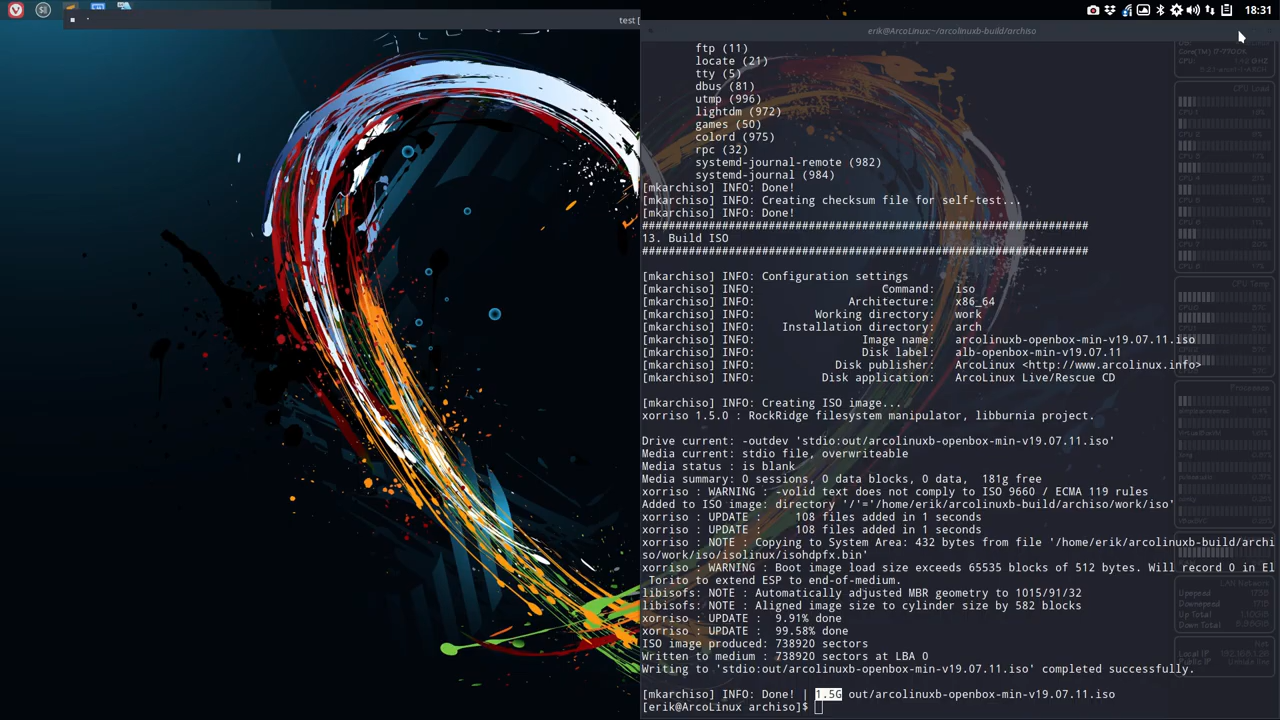 18:31
test [
erik@ArcoLinux:~/arcolinuxb-build/archiso
ftp (11)
locate (21)
tty (5)
dbus (81)
utmp (996)
lightdm (972)
games (50)
colord (975)
rpc (32)
systemd-journal-remote (982)
systemd-journal (984)
[mkarchiso] INFO: Done!
[mkarchiso] INFO: Creating checksum file for self-test...
[mkarchiso] INFO: Done!
###################################################################
13. Build ISO
###################################################################
[mkarchiso] INFO: Configuration settings
[mkarchiso] INFO: Command: iso
[mkarchiso] INFO: Architecture: x86_64
[mkarchiso] INFO: Working directory: work
[mkarchiso] INFO: Installation directory: arch
[mkarchiso] INFO: Image name: arcolinuxb-openbox-min-v19.07.11.iso
[mkarchiso] INFO: Disk label: alb-openbox-min-v19.07.11
[mkarchiso] INFO: Disk publisher: ArcoLinux <http://www.arcolinux.info>
[mkarchiso] INFO: Disk application: ArcoLinux Live/Rescue CD
[mkarchiso] INFO: Creating ISO image...
xorriso 1.5.0 : RockRidge filesystem manipulator, libburnia project.
Drive current: -outdev 'stdio:out/arcolinuxb-openbox-min-v19.07.11.iso'
Media current: stdio file, overwriteable
Media status : is blank
Media summary: 0 sessions, 0 data blocks, 0 data, 181g free
xorriso : WARNING : -volid text does not comply to ISO 9660 / ECMA 119 rules
Added to ISO image: directory '/'='/home/erik/arcolinuxb-build/archiso/work/iso'
xorriso : UPDATE : 108 files added in 1 seconds
xorriso : UPDATE : 108 files added in 1 seconds
xorriso : NOTE : Copying to System Area: 432 bytes from file '/home/erik/arcolinuxb-build/archi
so/work/iso/isolinux/isohdpfx.bin'
xorriso : WARNING : Boot image load size exceeds 65535 blocks of 512 bytes. Will record 0 in El
Torito to extend ESP to end-of-medium.
libisofs: NOTE : Automatically adjusted MBR geometry to 1015/91/32
libisofs: NOTE : Aligned image size to cylinder size by 582 blocks
xorriso : UPDATE : 9.91% done
xorriso : UPDATE : 99.58% done
ISO image produced: 738920 sectors
Written to medium : 738920 sectors at LBA 0
Writing to 'stdio:out/arcolinuxb-openbox-min-v19.07.11.iso' completed successfully.
[mkarchiso] INFO: Done! | 1.5G out/arcolinuxb-openbox-min-v19.07.11.iso
[erik@ArcoLinux archiso]$